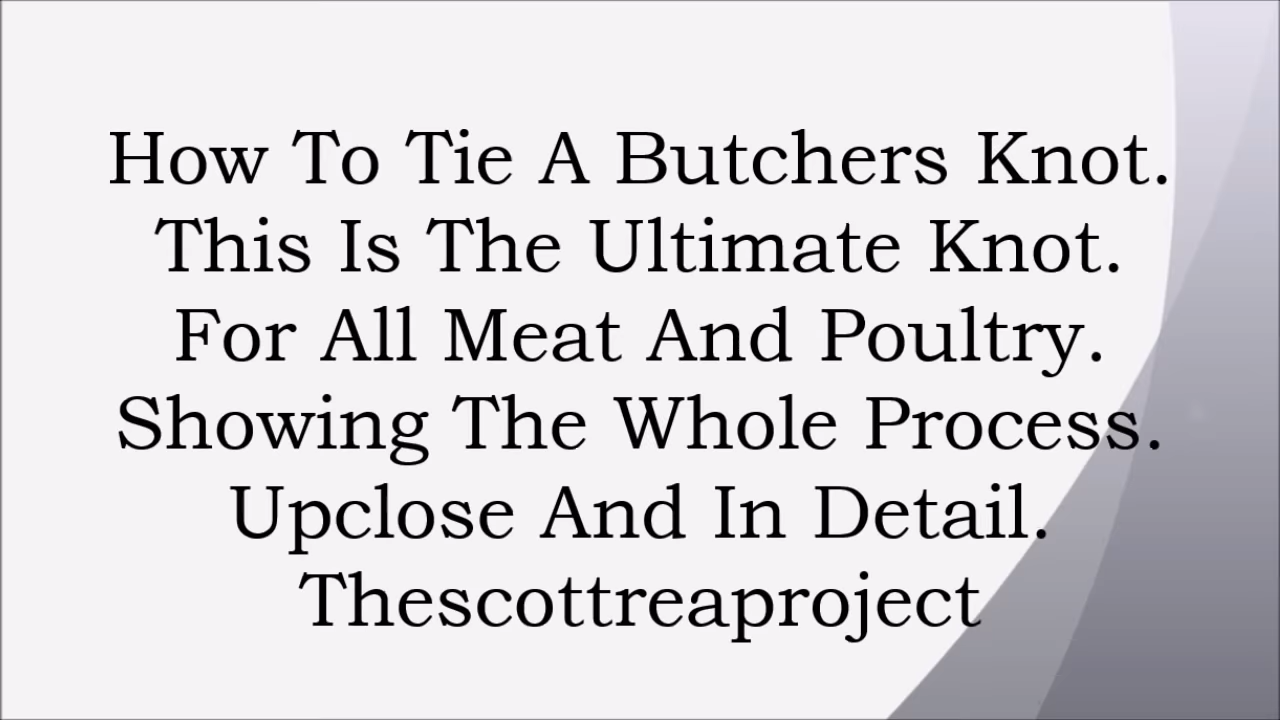 How To Tie A Butchers Knot.
This Is The Ultimate Knot.
For All Meat And Poultry.
Showing The Whole Process.
Upclose And In Detail.
Thescottreaproject